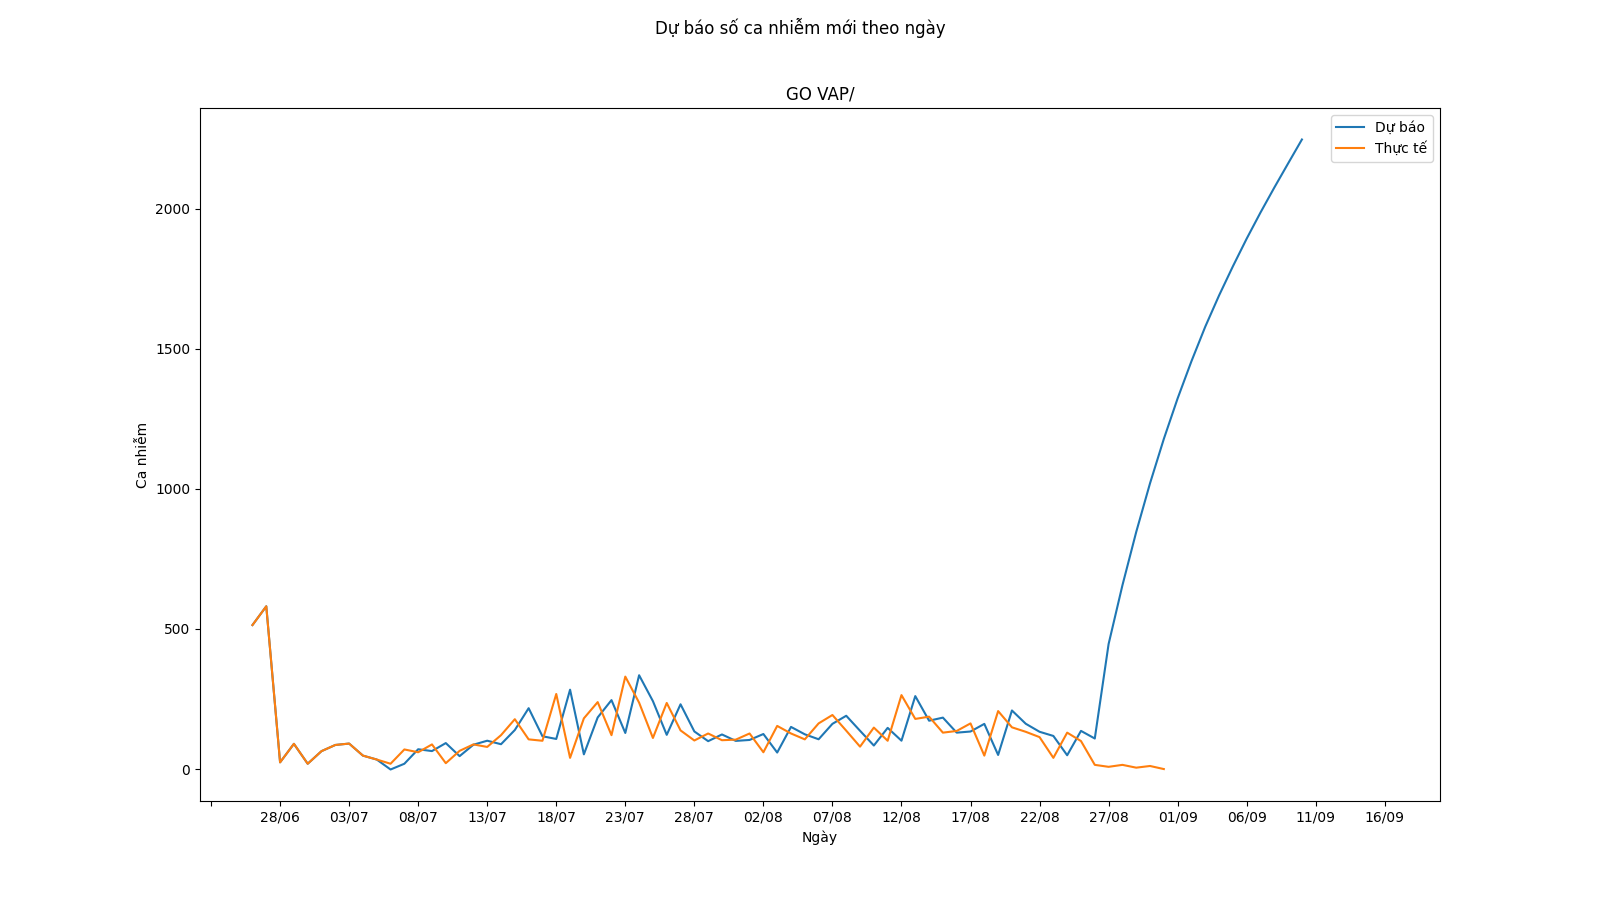 Dự báo số ca nhiễm mới theo ngày
GO VAP/
Dự báo
Thực tế
2000
1500
1000
500
0
Ca nhiễm
28/06 03/07 08/07 13/07 18/07 23/07 28/07 02/08 07/08 12/08 17/08 22/08 27/08 01/09 06/09 11/09 16/09
Ngày